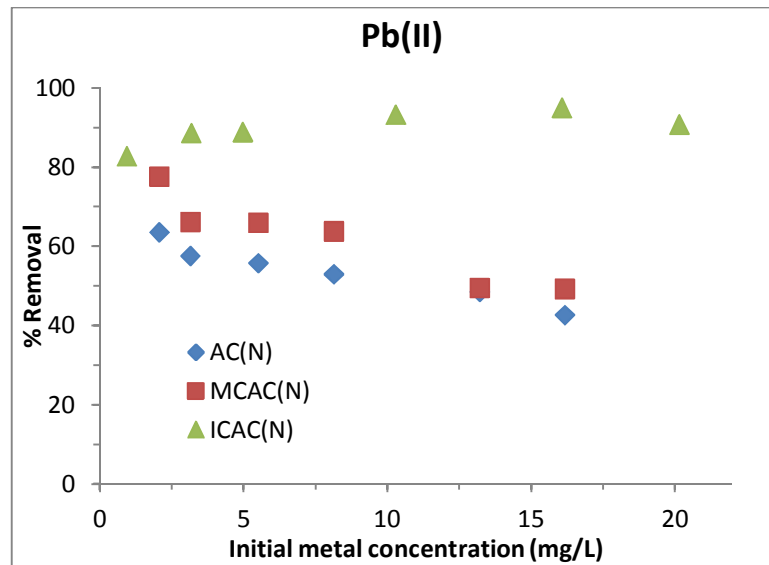 Pb(II)
100
80
60
40
20
0
% Removal
AC(N)
MCAC(N)
ICAC(N)
0 5 10 15 20
Initial metal concentration (mg/L)